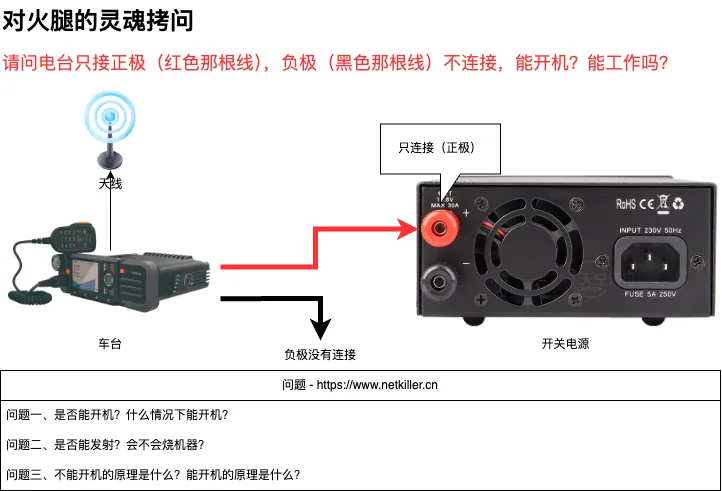 对火腿的灵魂拷问
请问电台只接正极（红色那根线），负极（黑色那根线）不连接，能开机？能工作吗？
只连接（正极）
天线
MAX 30A
+
RoHS CE
INPUT 230V 50Hz
−
FUSE 5A 250V
车台
负极没有连接
开关电源
问题 - https://www.netkiller.cn
问题一、是否能开机？什么情况下能开机？
问题二、是否能发射？会不会烧机器？
问题三、不能开机的原理是什么？能开机的原理是什么？